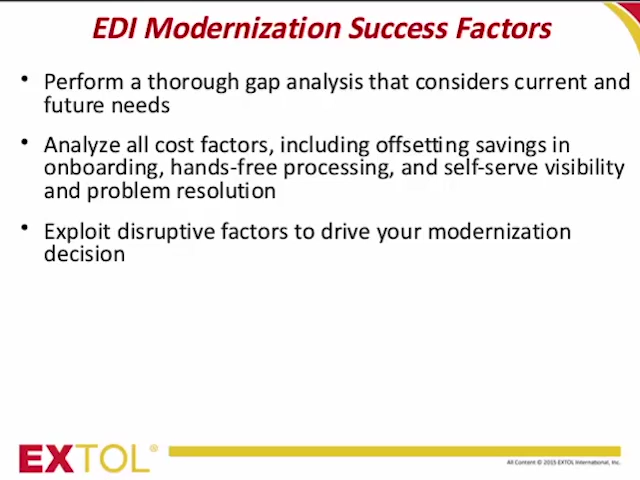 EDI Modernization Success Factors
• Perform a thorough gap analysis that considers current and
future needs
• Analyze all cost factors, including offsetting savings in
onboarding, hands-free processing, and self-serve visibility
and problem resolution
• Exploit disruptive factors to drive your modernization
decision
EXTOL®
All Content © 2015 EXTOL International, Inc.